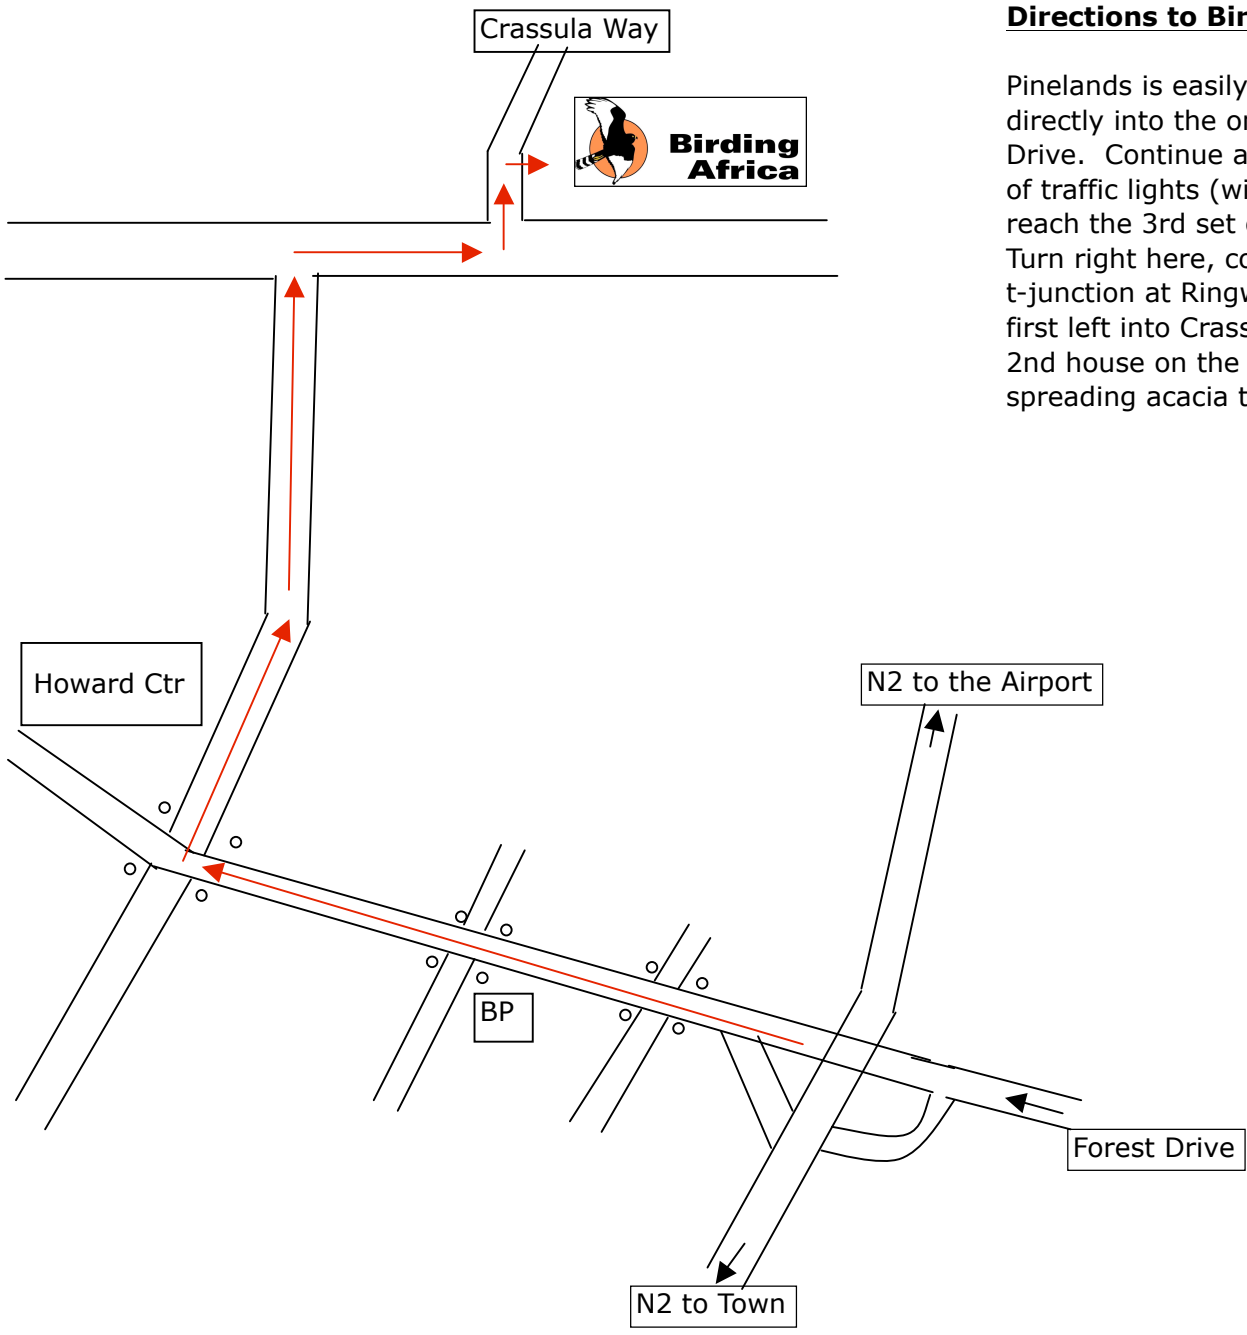 Crassula Way
Birding
Africa
Directions to Bir
Pinelands is easily
directly into the
Drive. Continue a
of traffic lights (wi
reach the 3rd set
Turn right here, co
t-junction at Ringw
first left into Crass
2nd house on the
spreading acacia t
Howard Ctr
N2 to the Airport
BP
Forest Drive
N2 to Town